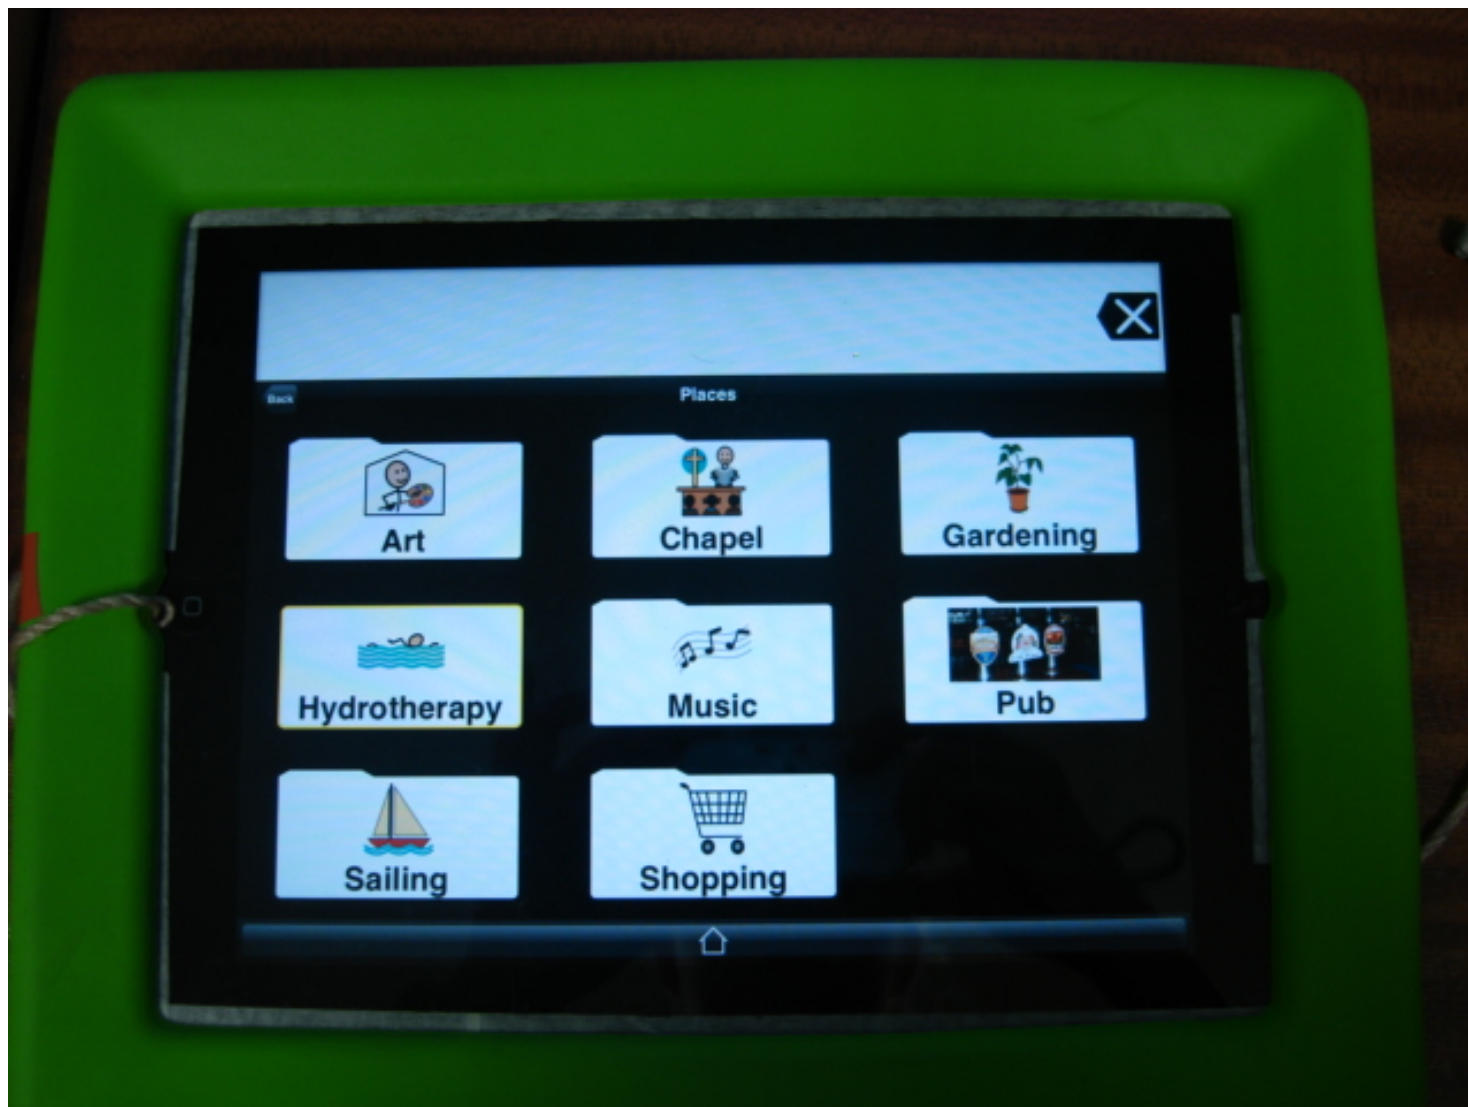 Places
Back
Art
Chapel
Gardening
Hydrotherapy
Music
Pub
Sailing
Shopping